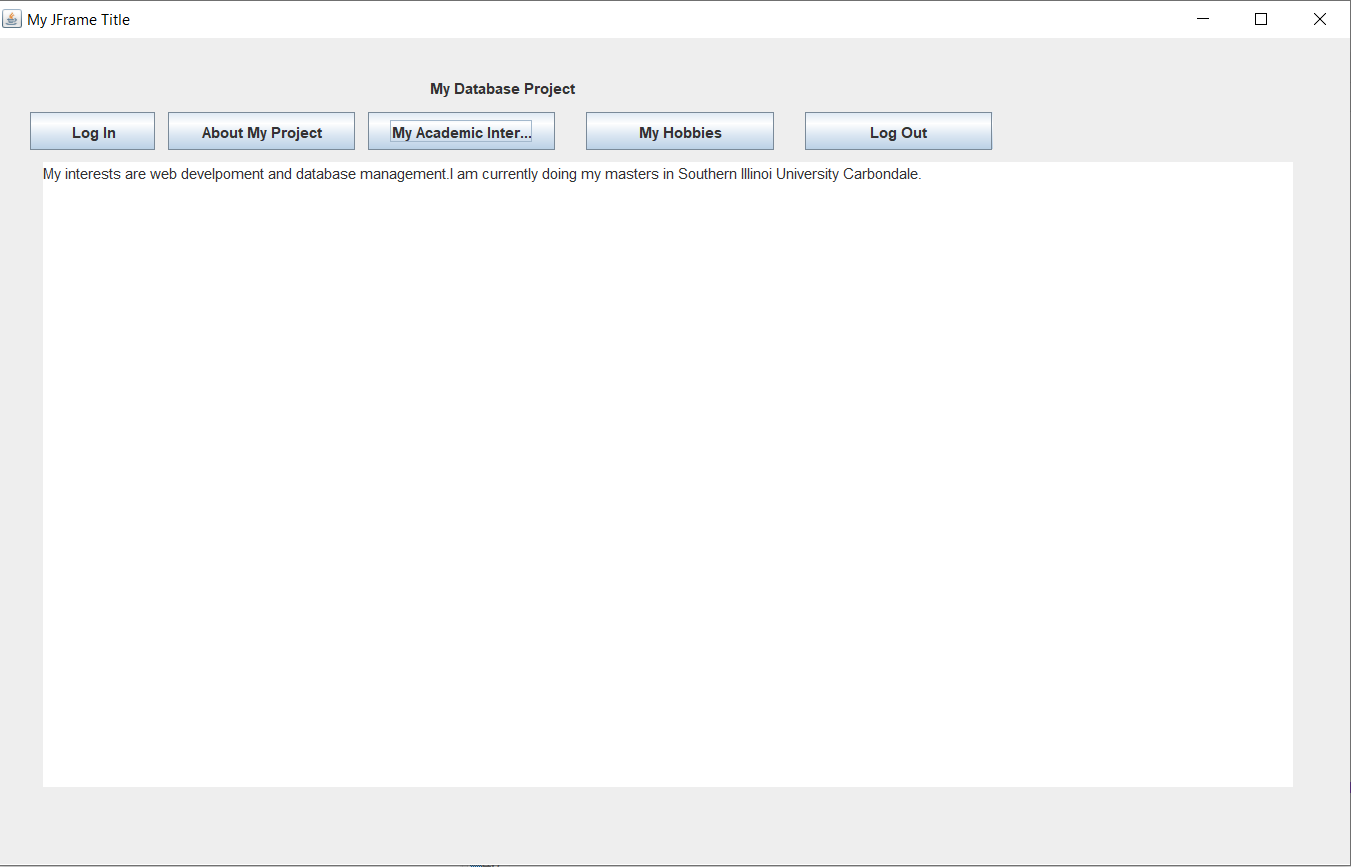 My JFrame Title
My Database Project
Log In
About My Project
My Academic Inter...
My Hobbies
Log Out
My interests are web develpoment and database management.I am currently doing my masters in Southern Illinoi University Carbondale.